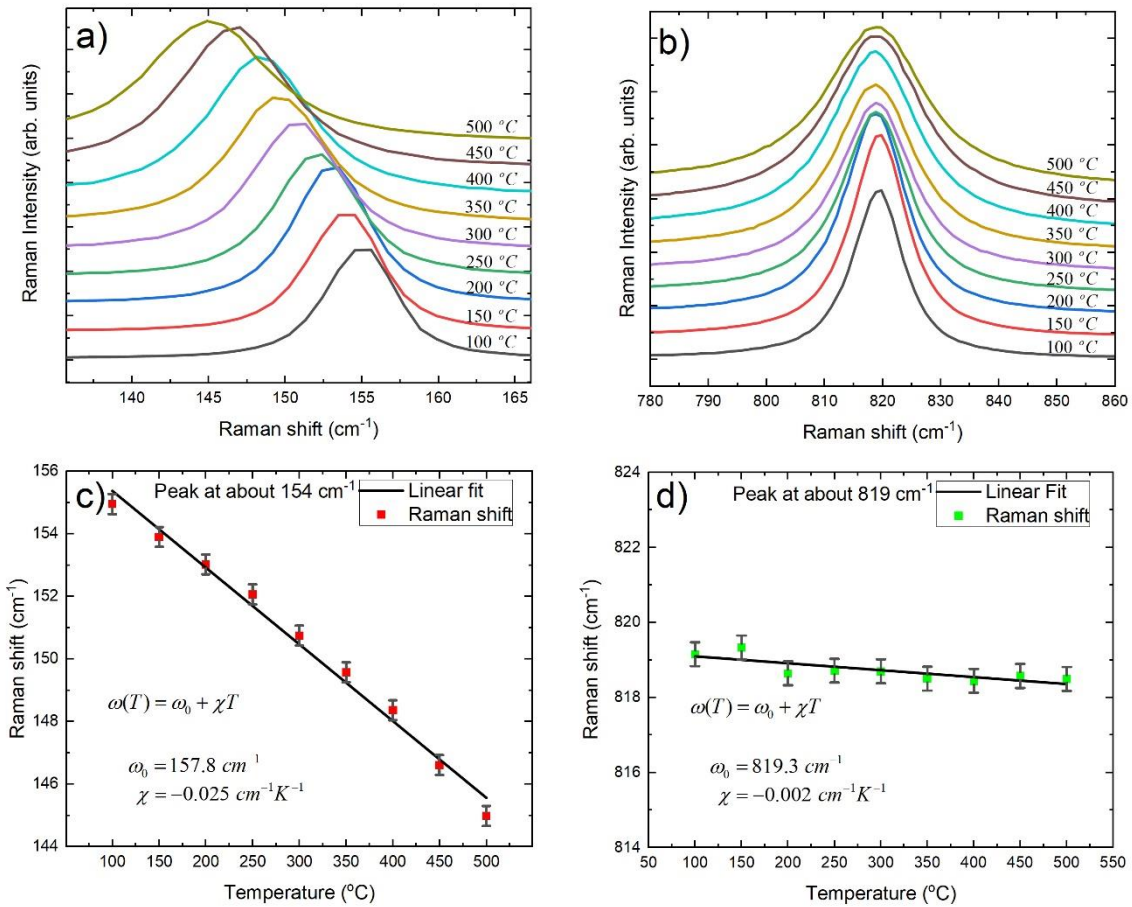 a)
Raman Intensity (arb. units)
500 °C
450 °C
400 °C
350 °C
300 °C
250 °C
200 °C
150 °C
100 °C
140 145 150 155 160 165
Raman shift (cm⁻¹)
b)
Raman Intensity (arb. units)
500 °C
450 °C
400 °C
350 °C
300 °C
250 °C
200 °C
150 °C
100 °C
780 790 800 810 820 830 840 850 860
Raman shift (cm⁻¹)
c)
Peak at about 154 cm⁻¹
Linear fit
Raman shift
Raman shift (cm⁻¹)
156
154
152
150
148
146
144
ω(T) = ω₀ + χT
ω₀ = 157.8 cm⁻¹
χ = −0.025 cm⁻¹K⁻¹
100 150 200 250 300 350 400 450 500
Temperature (ºC)
d)
Peak at about 819 cm⁻¹
Linear Fit
Raman shift
Raman shift (cm⁻¹)
824
822
820
818
816
814
ω(T) = ω₀ + χT
ω₀ = 819.3 cm⁻¹
χ = −0.002 cm⁻¹K⁻¹
50 100 150 200 250 300 350 400 450 500 550
Temperature (ºC)